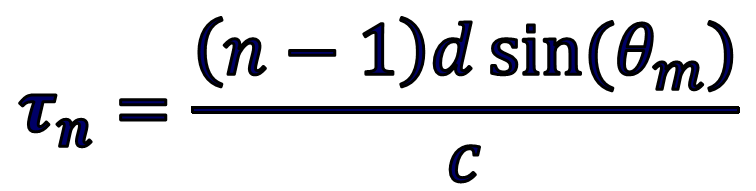 τₙ = (n − 1)d sin(θₘ) / c